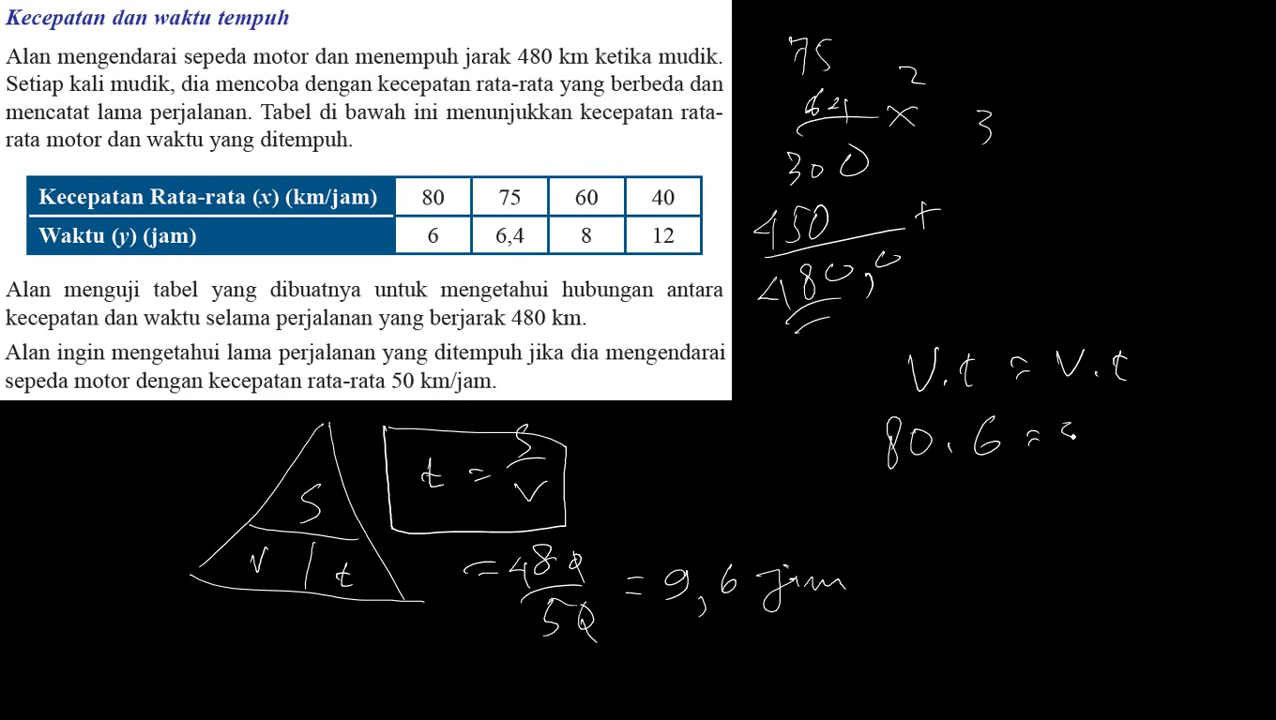 Kecepatan dan waktu tempuh
Alan mengendarai sepeda motor dan menempuh jarak 480 km ketika mudik.
Setiap kali mudik, dia mencoba dengan kecepatan rata-rata yang berbeda dan
mencatat lama perjalanan. Tabel di bawah ini menunjukkan kecepatan rata-
rata motor dan waktu yang ditempuh.
Kecepatan Rata-rata (x) (km/jam) 80 75 60 40
Waktu (y) (jam) 6 6,4 8 12
Alan menguji tabel yang dibuatnya untuk mengetahui hubungan antara
kecepatan dan waktu selama perjalanan yang berjarak 480 km.
Alan ingin mengetahui lama perjalanan yang ditempuh jika dia mengendarai
sepeda motor dengan kecepatan rata-rata 50 km/jam.
75
2
64 x
3
300
450 +
480,0
V.t = V.t
80.6 =
S
V | t
t = S/V
= 480/50 = 9,6 jam